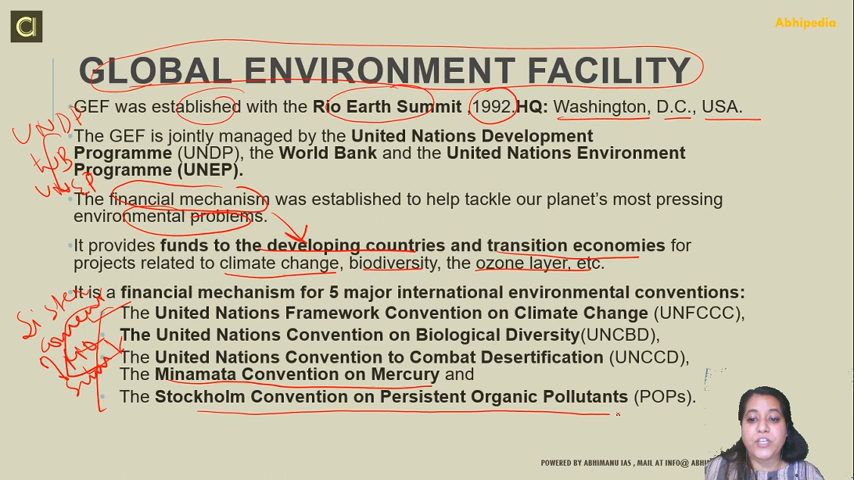 Abhipedia
GLOBAL ENVIRONMENT FACILITY
GEF was established with the Rio Earth Summit ,1992.HQ: Washington, D.C., USA.
The GEF is jointly managed by the United Nations Development
Programme (UNDP), the World Bank and the United Nations Environment
Programme (UNEP).
UNDP
WB
UNEP
The financial mechanism was established to help tackle our planet's most pressing
environmental problems.
It provides funds to the developing countries and transition economies for
projects related to climate change, biodiversity, the ozone layer, etc.
It is a financial mechanism for 5 major international environmental conventions:
The United Nations Framework Convention on Climate Change (UNFCCC),
The United Nations Convention on Biological Diversity(UNCBD),
The United Nations Convention to Combat Desertification (UNCCD),
The Minamata Convention on Mercury and
The Stockholm Convention on Persistent Organic Pollutants (POPs).
Sister
POWERED BY ABHIMANU IAS , MAIL AT INFO@